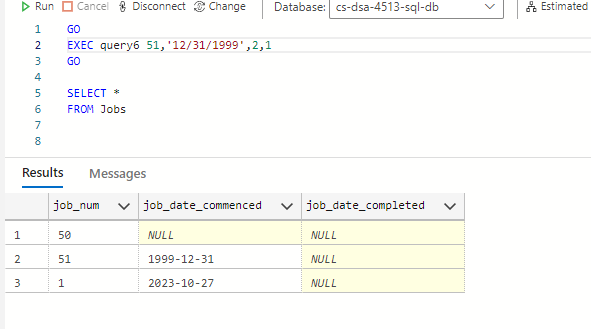 Run Cancel Disconnect Change Database: cs-dsa-4513-sql-db Estimated
1 GO
2 EXEC query6 51,'12/31/1999',2,1
3 GO
4
5 SELECT *
6 FROM Jobs
7
8
Results Messages
job_num job_date_commenced job_date_completed
1 50 NULL NULL
2 51 1999-12-31 NULL
3 1 2023-10-27 NULL